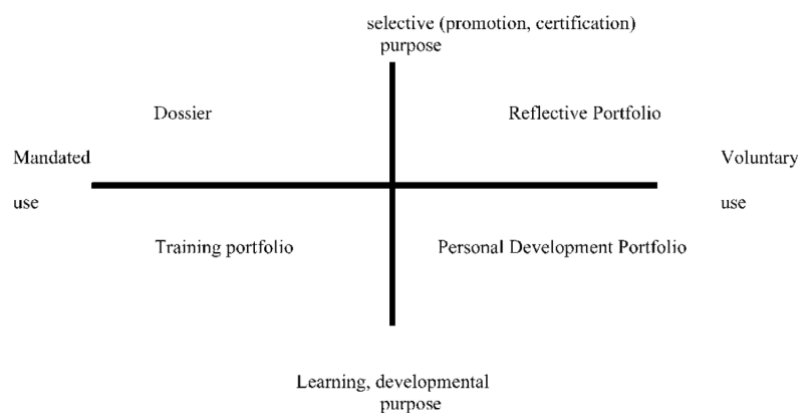 selective (promotion, certification)
purpose
Dossier
Reflective Portfolio
Mandated
Voluntary
use
use
Training portfolio
Personal Development Portfolio
Learning, developmental
purpose